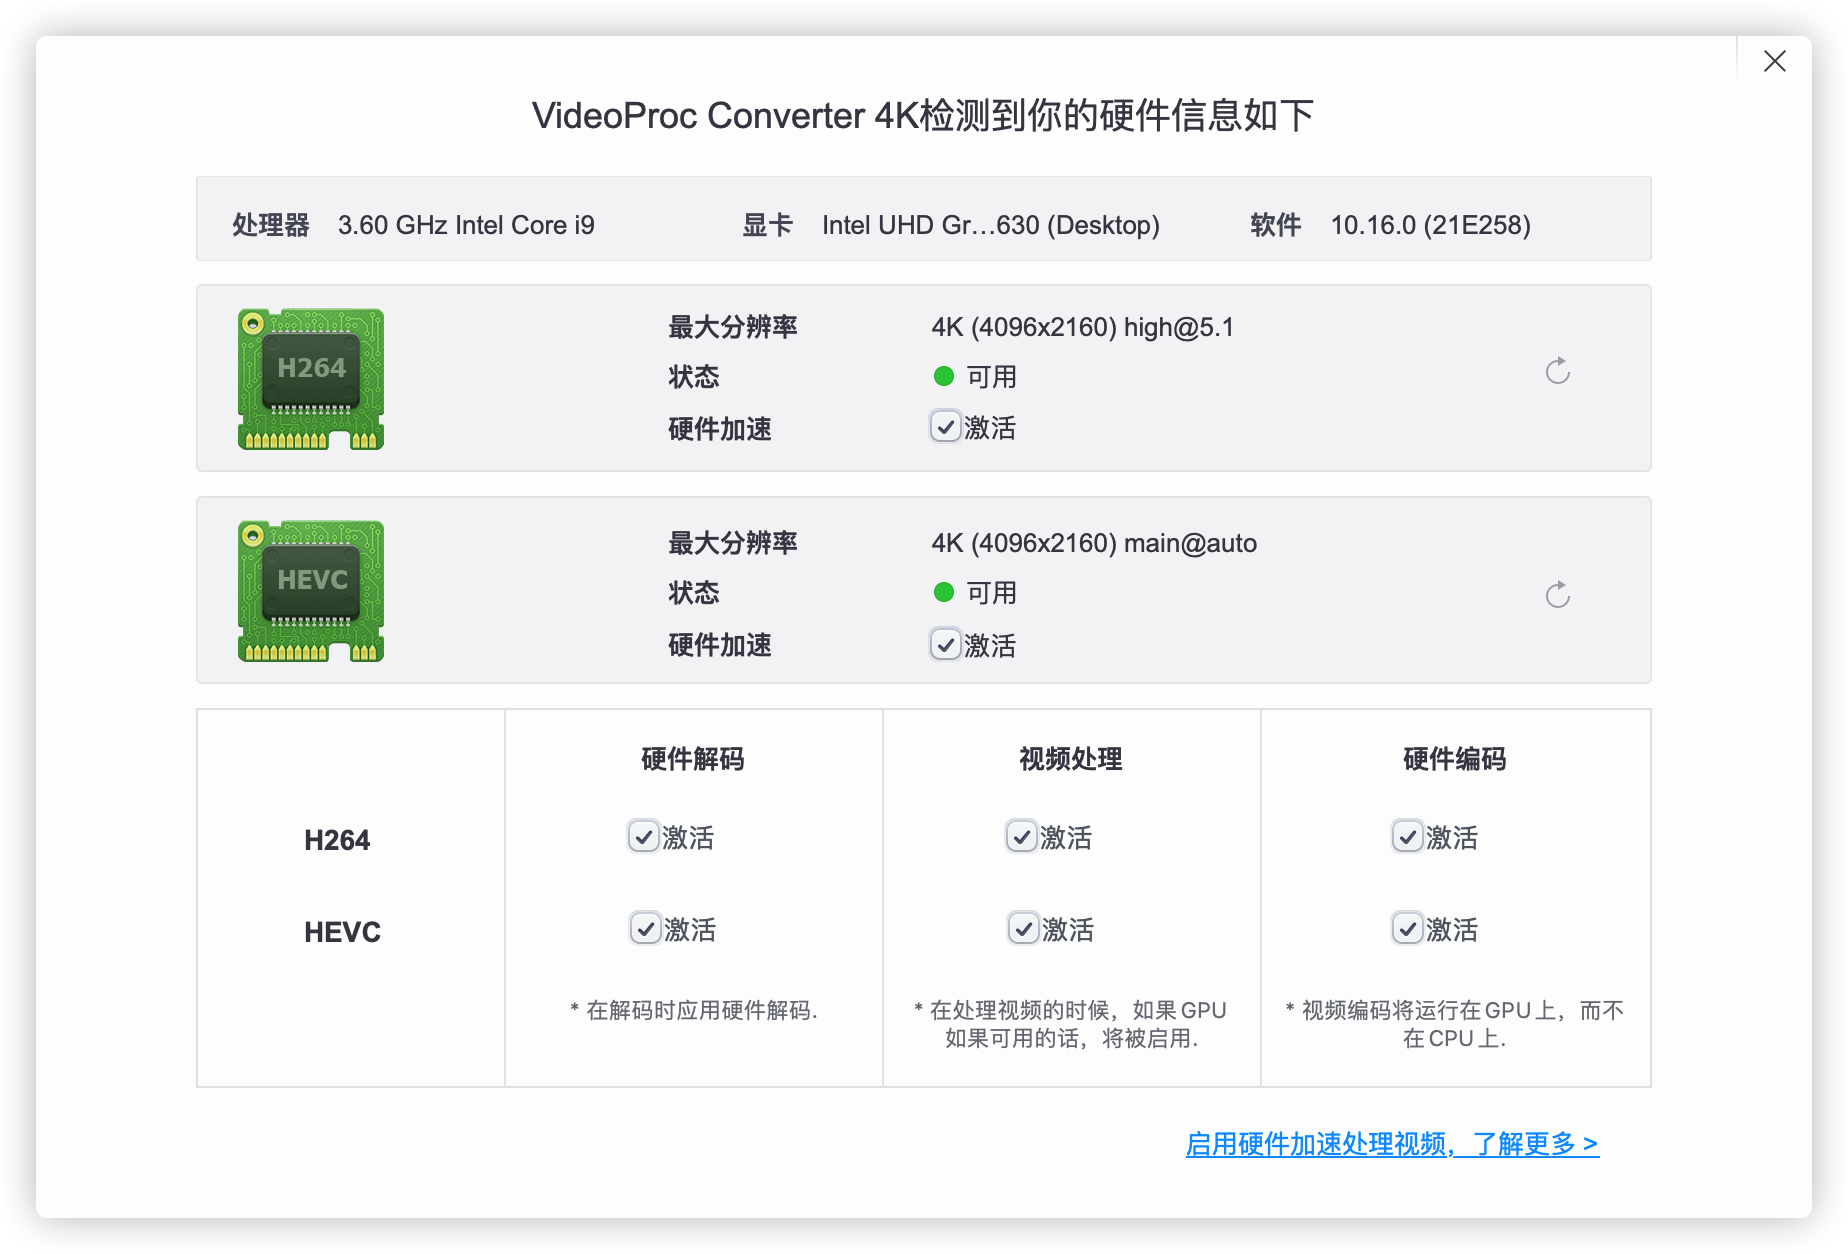 VideoProc Converter 4K检测到你的硬件信息如下
处理器 3.60 GHz Intel Core i9 显卡 Intel UHD Gr...630 (Desktop) 软件 10.16.0 (21E258)
H264
最大分辨率 4K (4096x2160) high@5.1
状态 可用
硬件加速 激活
HEVC
最大分辨率 4K (4096x2160) main@auto
状态 可用
硬件加速 激活
硬件解码 视频处理 硬件编码
H264 激活 激活 激活
HEVC 激活 激活 激活
* 在解码时应用硬件解码.
* 在处理视频的时候，如果GPU
如果可用的话，将被启用.
* 视频编码将运行在GPU上，而不
在CPU上.
启用硬件加速处理视频，了解更多 >